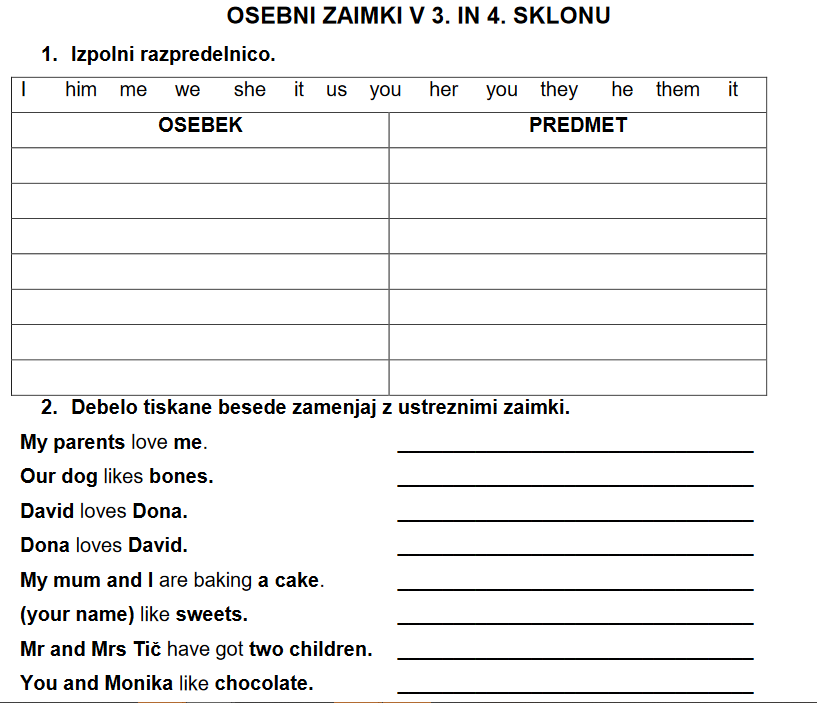 OSEBNI ZAIMKI V 3. IN 4. SKLONU
1. Izpolni razpredelnico.
I him me we she it us you her you they he them it
OSEBEK PREDMET
2. Debelo tiskane besede zamenjaj z ustreznimi zaimki.
My parents love me.
Our dog likes bones.
David loves Dona.
Dona loves David.
My mum and I are baking a cake.
(your name) like sweets.
Mr and Mrs Tič have got two children.
You and Monika like chocolate.